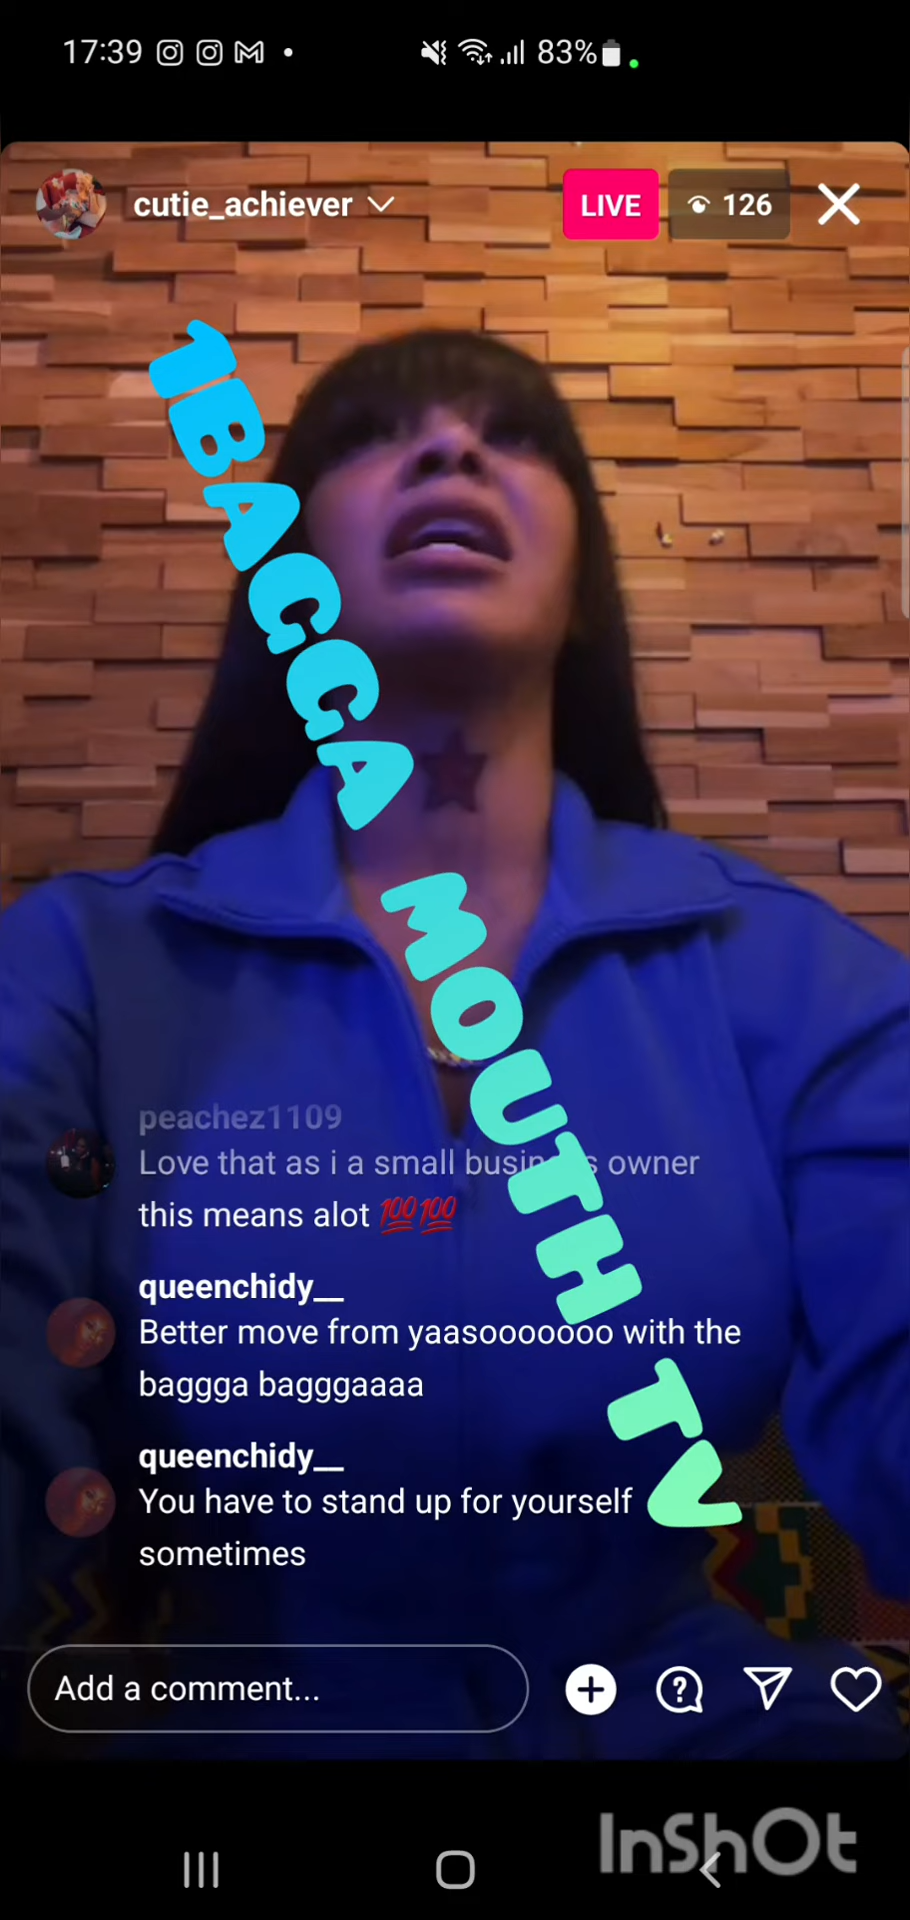 17:39
83%
cutie_achiever
LIVE
126
1BAGGA MOUTH TV
peachez1109
Love that as i a small business owner
this means alot 💯💯
queenchidy__
Better move from yaasooooooo with the
baggga bagggaaaa
queenchidy__
You have to stand up for yourself
sometimes
Add a comment...
InShOt